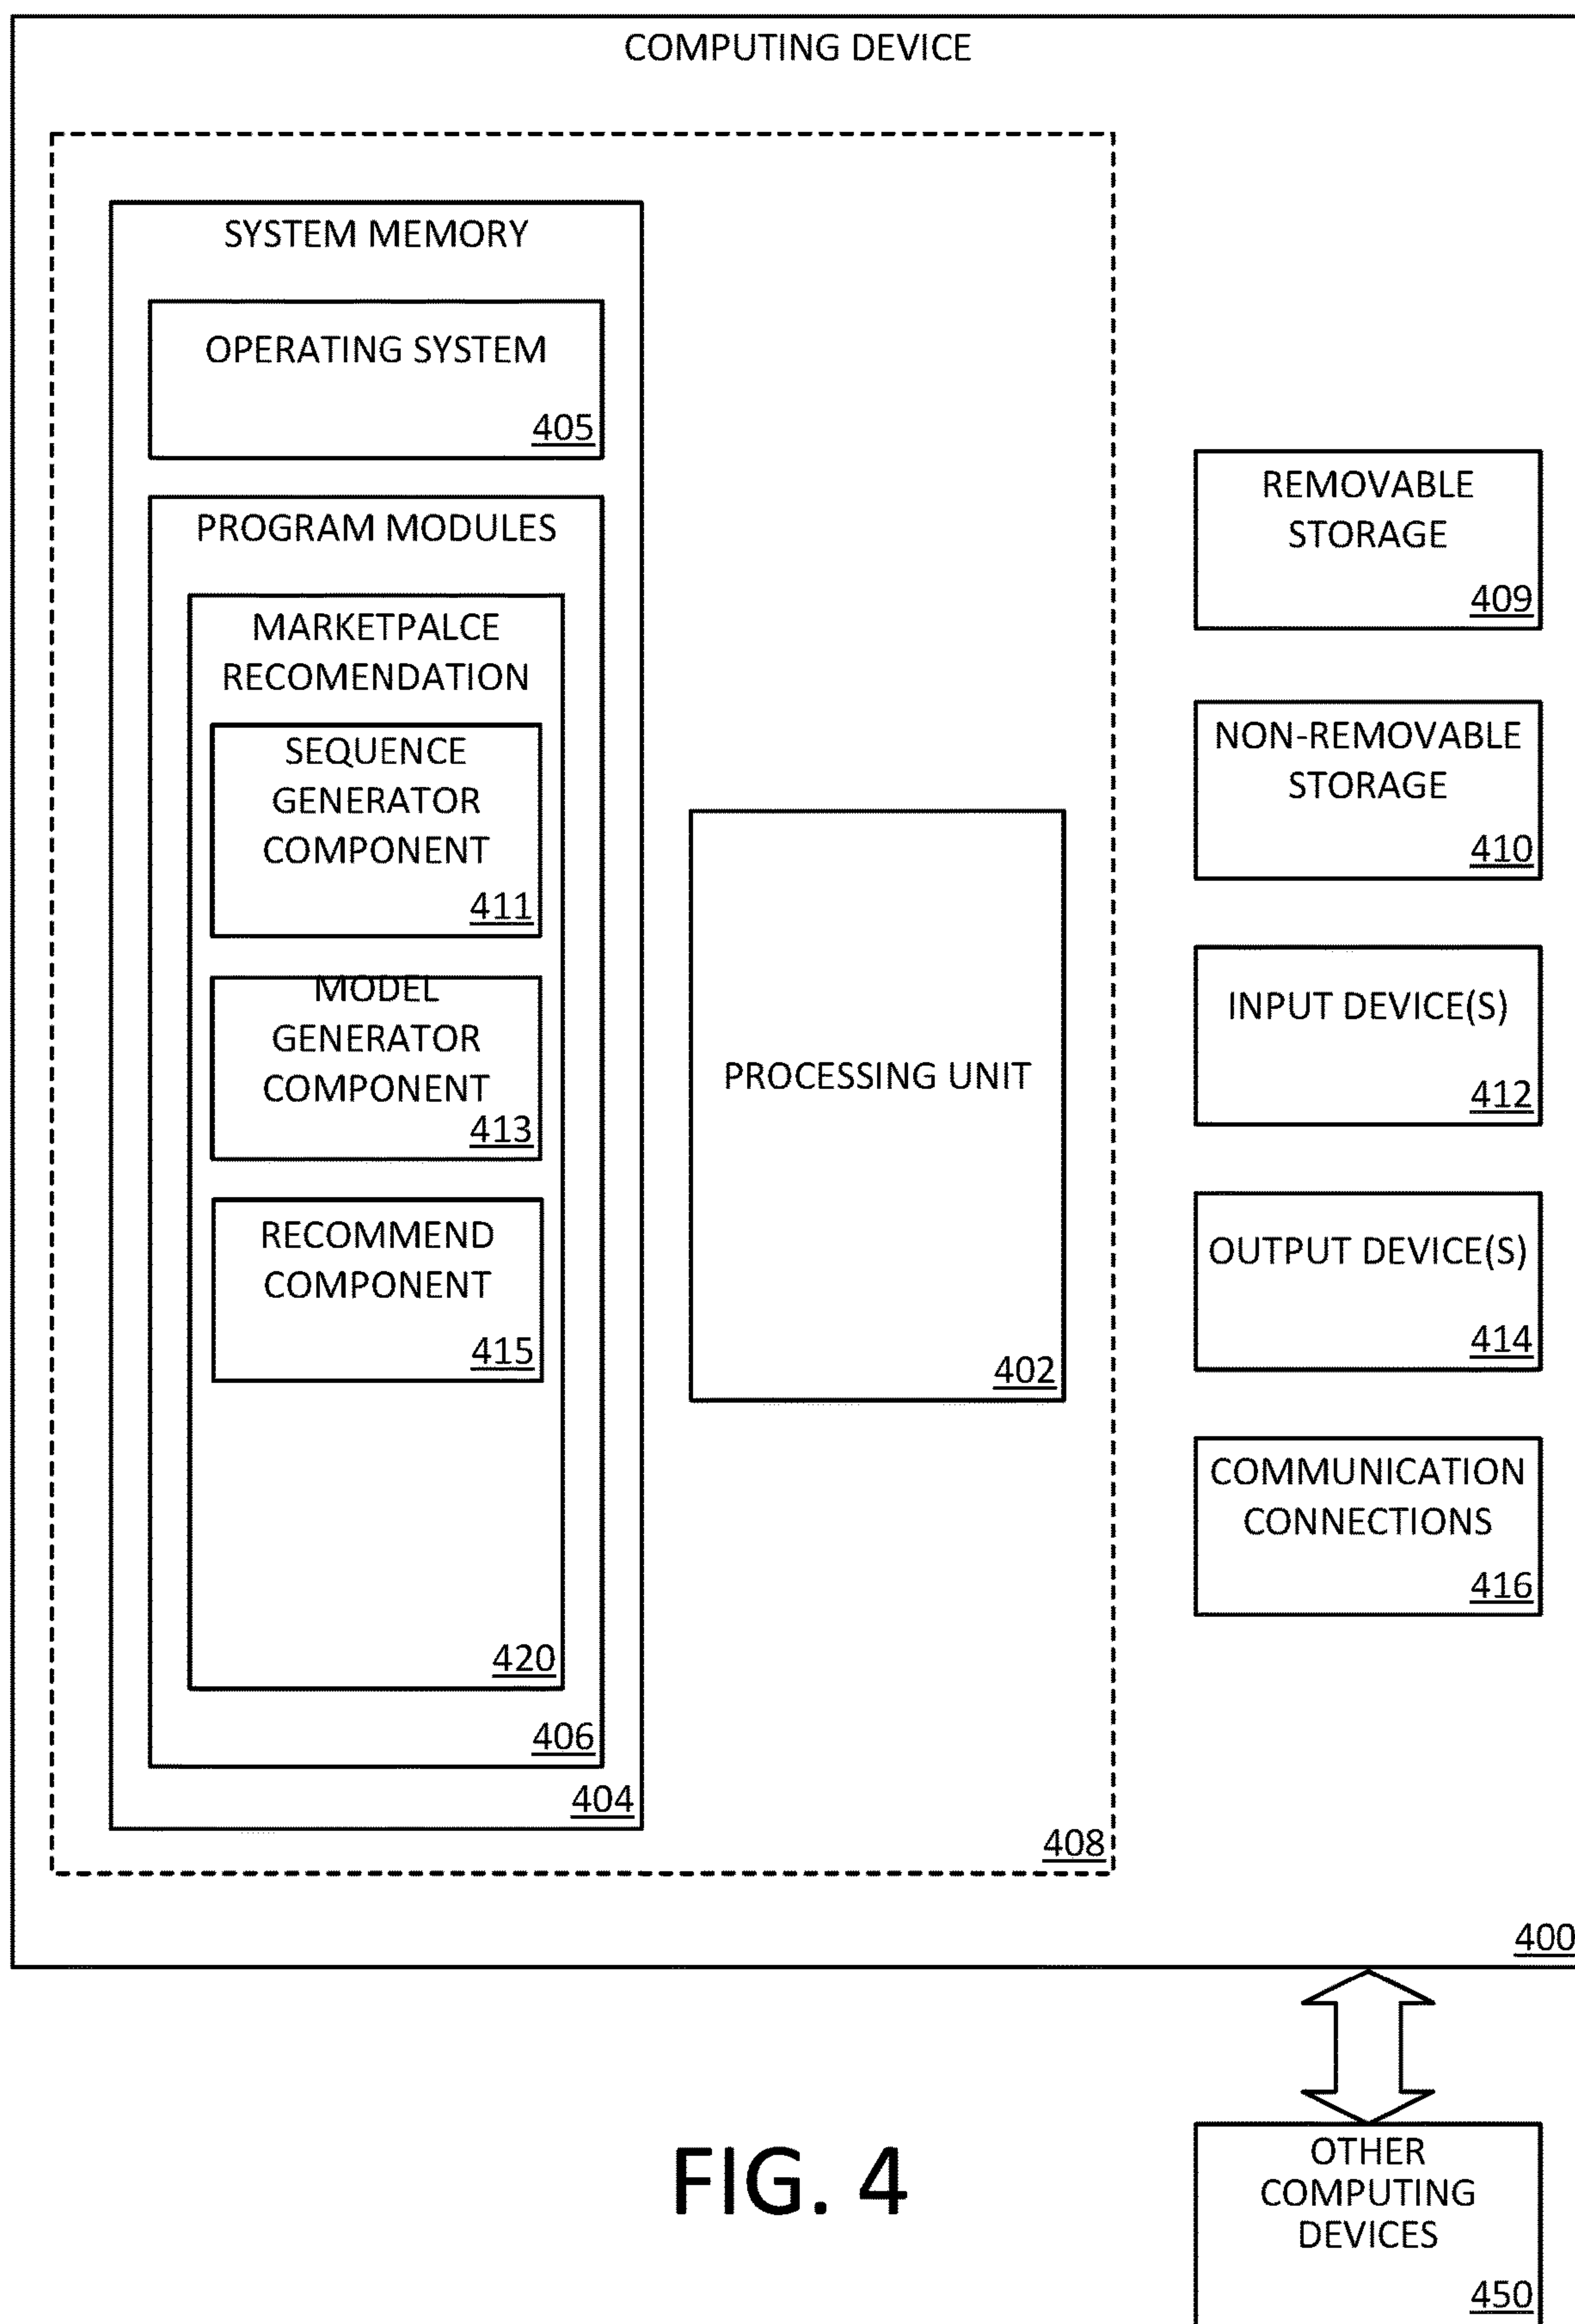 COMPUTING DEVICE
SYSTEM MEMORY
OPERATING SYSTEM
405
PROGRAM MODULES
MARKETPALCE
RECOMENDATION
SEQUENCE
GENERATOR
COMPONENT
411
MODEL
GENERATOR
COMPONENT
413
RECOMMEND
COMPONENT
415
420
406
404
PROCESSING UNIT
402
408
REMOVABLE
STORAGE
409
NON-REMOVABLE
STORAGE
410
INPUT DEVICE(S)
412
OUTPUT DEVICE(S)
414
COMMUNICATION
CONNECTIONS
416
400
OTHER
COMPUTING
DEVICES
450
FIG. 4